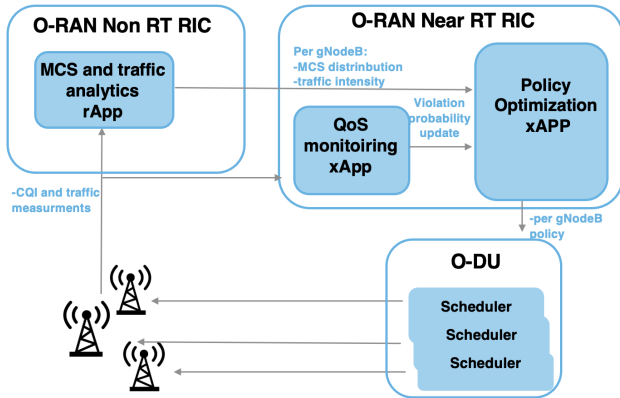 O-RAN Non RT RIC
O-RAN Near RT RIC
MCS and traffic
analytics
rApp
Per gNodeB:
-MCS distrinbution
-traffic intensity
Violation
probability
update
QoS
monitoiring
xApp
Policy
Optimization
xAPP
-CQI and traffic
measurments
-per gNodeB
policy
O-DU
Scheduler
Scheduler
Scheduler